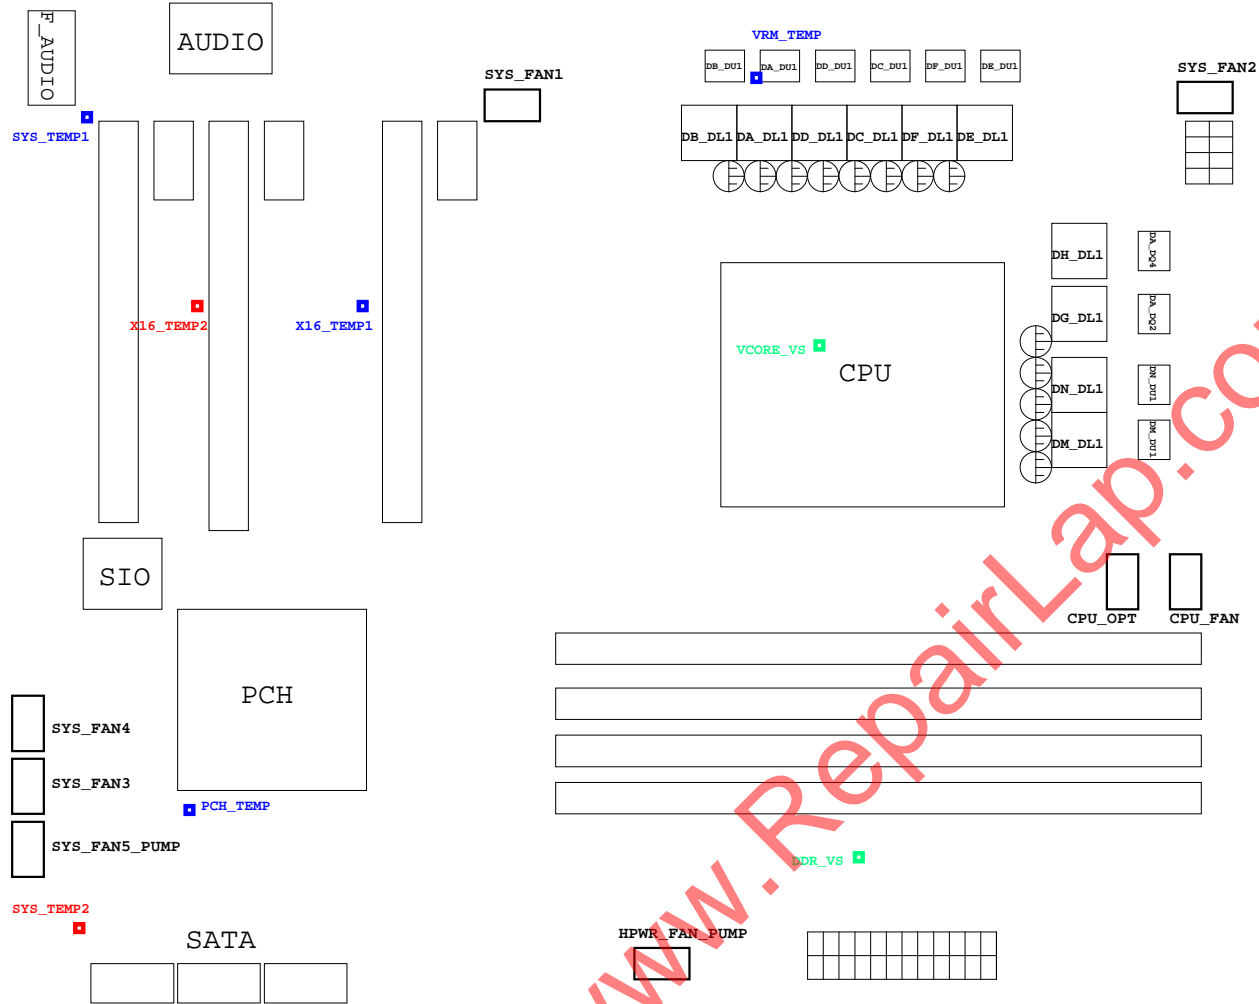 F_AUDIO
AUDIO
VRM_TEMP
DB_DU1 DA_DU1 DD_DU1 DC_DU1 DF_DU1 DE_DU1
SYS_FAN1
SYS_FAN2
SYS_TEMP1
DB_DL1 DA_DL1 DD_DL1 DC_DL1 DF_DL1 DE_DL1
DH_DL1
DA_DQ4
X16_TEMP2
X16_TEMP1
DG_DL1
DA_DQ2
VCORE_VS
CPU
DN_DL1
DN_DU1
DM_DL1
DM_DU1
SIO
CPU_OPT
CPU_FAN
PCH
SYS_FAN4
SYS_FAN3
PCH_TEMP
SYS_FAN5_PUMP
DDR_VS
SYS_TEMP2
SATA
HPWR_FAN_PUMP
www.RepairLap.co